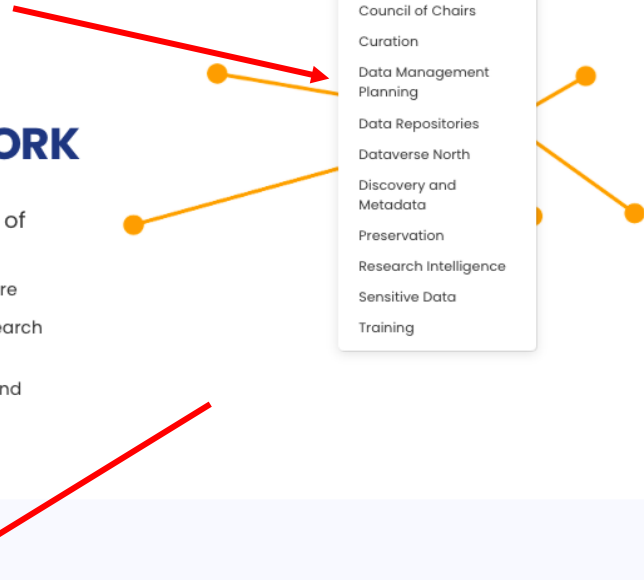 Council of Chairs
Curation
Data Management
Planning
Data Repositories
Dataverse North
Discovery and
Metadata
Preservation
Research Intelligence
Sensitive Data
Training
ORK
of
re
earch
nd